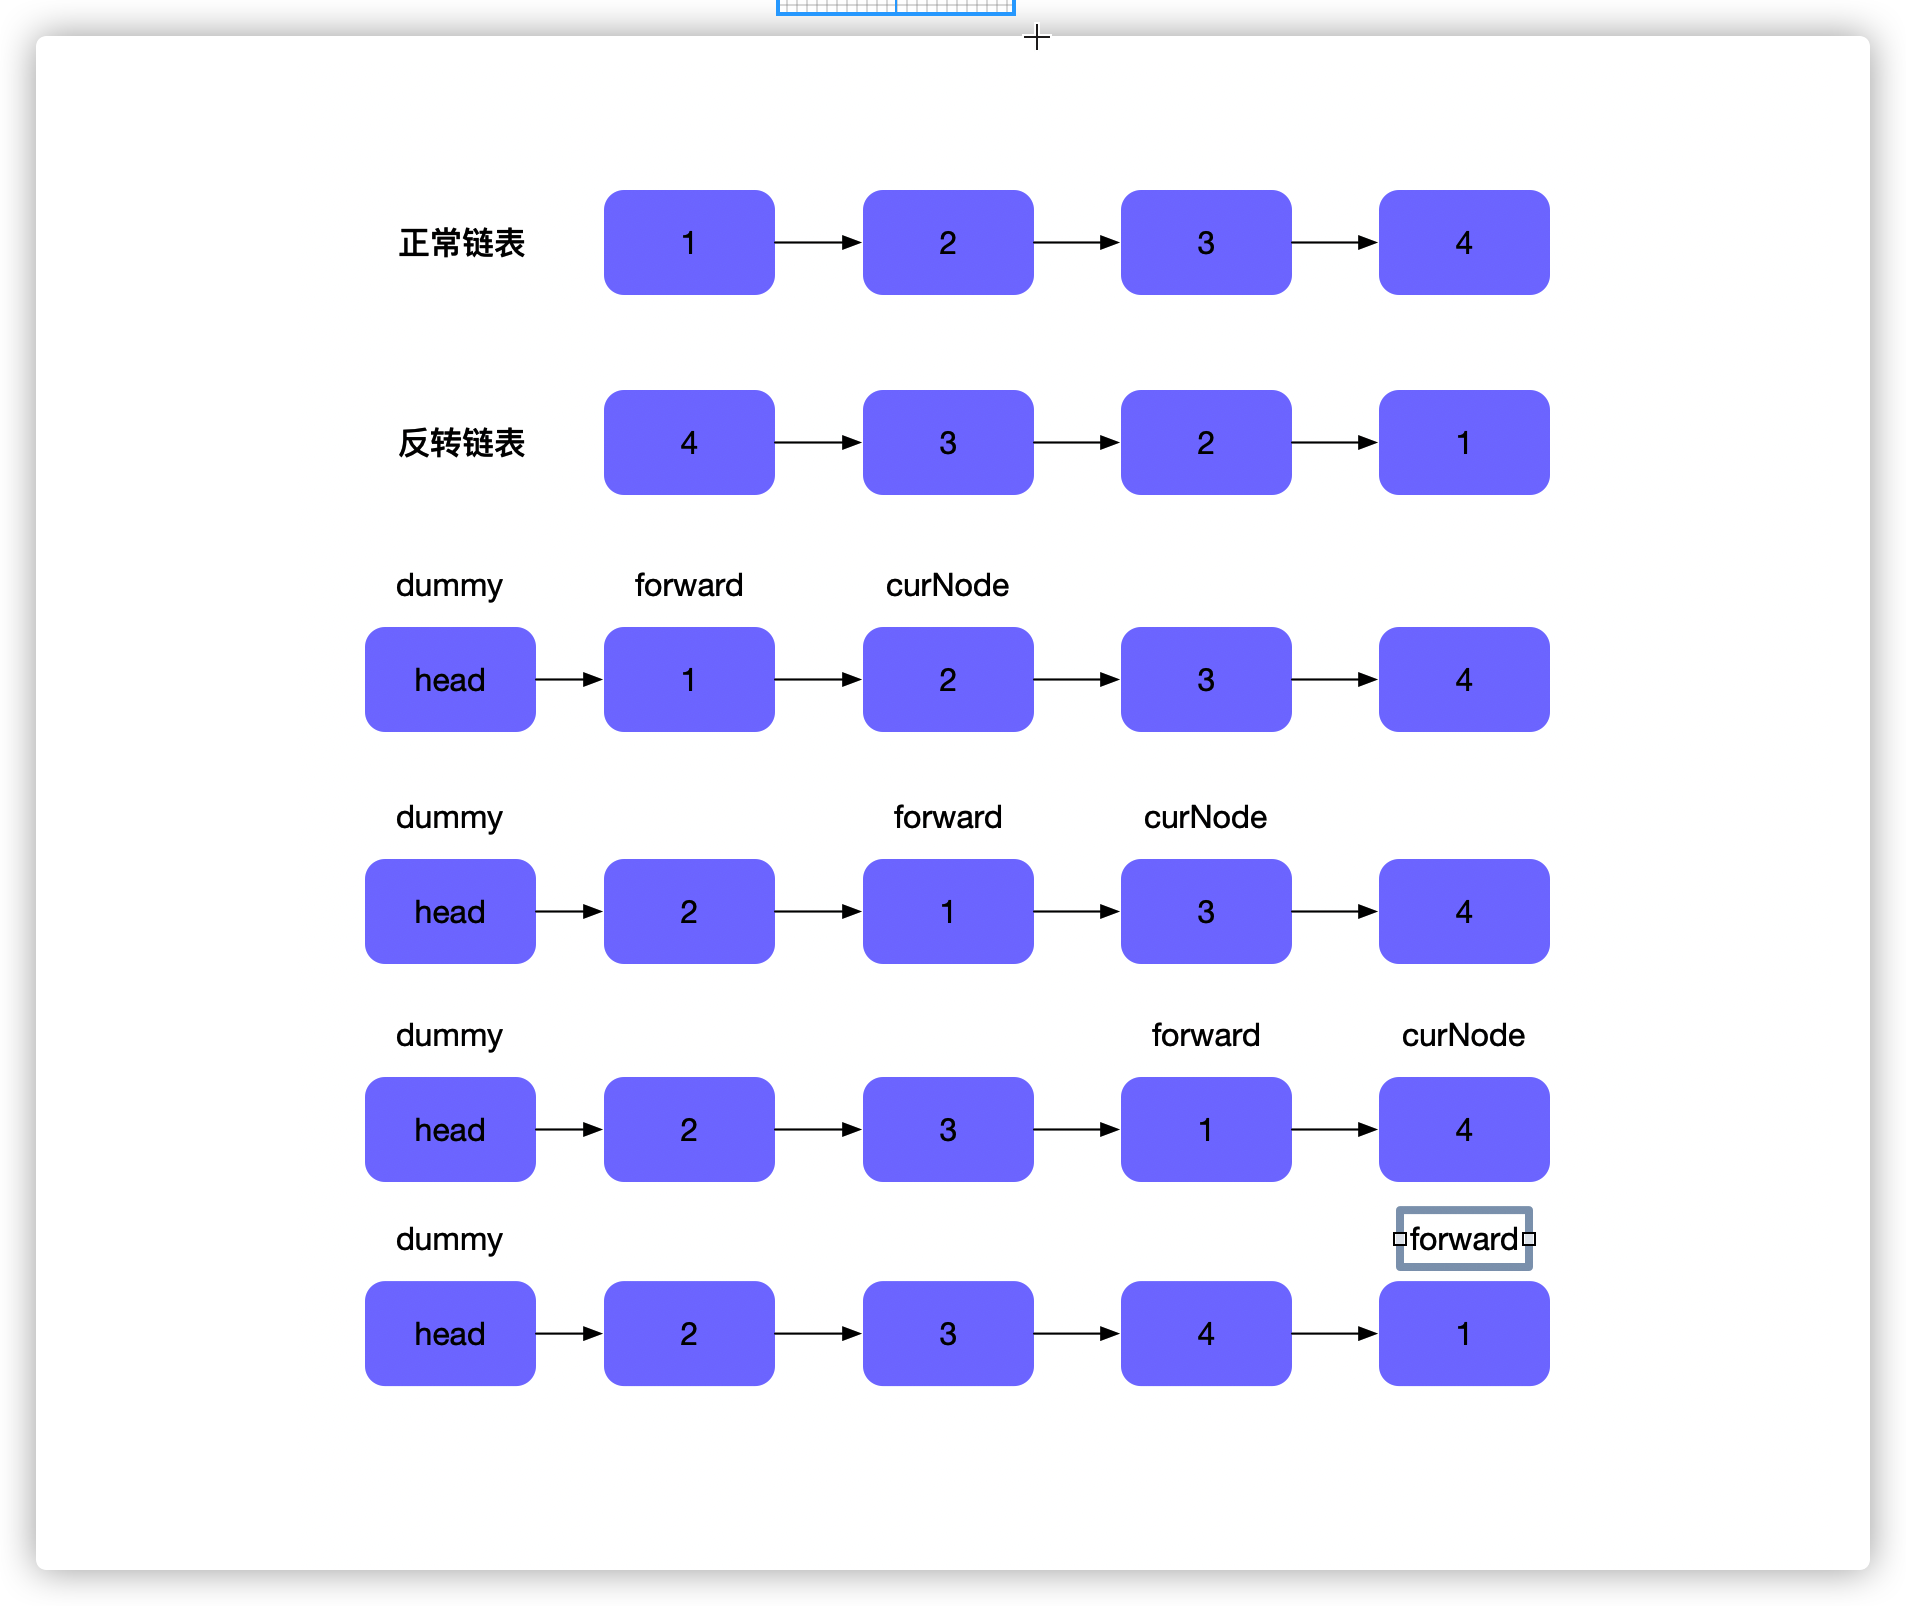 正常链表 1 2 3 4
反转链表 4 3 2 1
dummy forward curNode
head 1 2 3 4
dummy forward curNode
head 2 1 3 4
dummy forward curNode
head 2 3 1 4
dummy forward
head 2 3 4 1